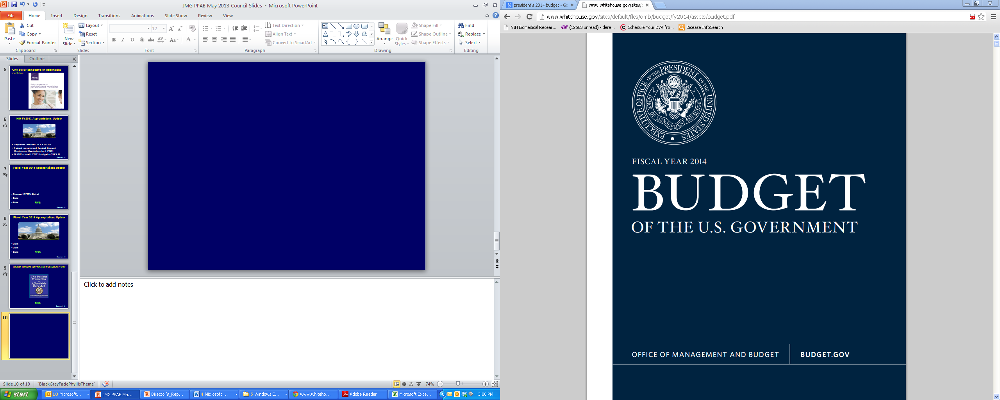 JMG PPAB May 2013 Council Slides - Microsoft PowerPoint
File Home Insert Design Transitions Animations Slide Show Review View
Paste
Cut
Copy
Format Painter
Clipboard
New
Slide
Layout
Reset
Section
Slides
12
B I U S abc AV Aa A
Font
Text Direction
Align Text
Convert to SmartArt
Paragraph
Arrange
Quick
Styles
Shape Fill
Shape Outline
Shape Effects
Drawing
Find
Replace
Select
Editing
Slides Outline
5
AMA policy perspective on personalized
medicine
AMA
Policy perspective on
personalized medicine
6
NIH FY2013 Appropriations Update
• Sequester resulted in a XX% cut
• Federal government funded through
Continuing Resolution for FY2013
• NHGRI's final FY2013 budget is $XXX M
Document
7
Fiscal Year 2014 Appropriations Update
• Proposed FY2014 Budget
• Bullet
• Bullet
PPAB
Document
8
Fiscal Year 2014 Appropriations Update
• Bullet
• Bullet
• Bullet
PPAB
Document
9
Health Reform Covers Breast Cancer Test
The Patient
Protection
Affordable
Care Act
PPAB
Document
10
Click to add notes
Slide 10 of 10 "BlackGreyFadePhyllisTheme" 74%
start
10 Microsoft...
JMG PPAB Ma...
Director's_Rep...
4 Microsoft ...
5 Windows E...
www.whiteho...
Adobe Reader
Microsoft Exce...
3:06 PM
president's 2014 budget - Go
www.whitehouse.gov/sites/
www.whitehouse.gov/sites/default/files/omb/budget/fy2014/assets/budget.pdf
NIH Biomedical Resear...
(12683 unread) - dere...
Schedule Your DVR fro...
Disease InfoSearch
EXECUTIVE OFFICE OF THE PRESIDENT OF THE UNITED STATES
OFFICE OF MANAGEMENT AND BUDGET
FISCAL YEAR 2014
BUDGET
OF THE U.S. GOVERNMENT
OFFICE OF MANAGEMENT AND BUDGET
BUDGET.GOV